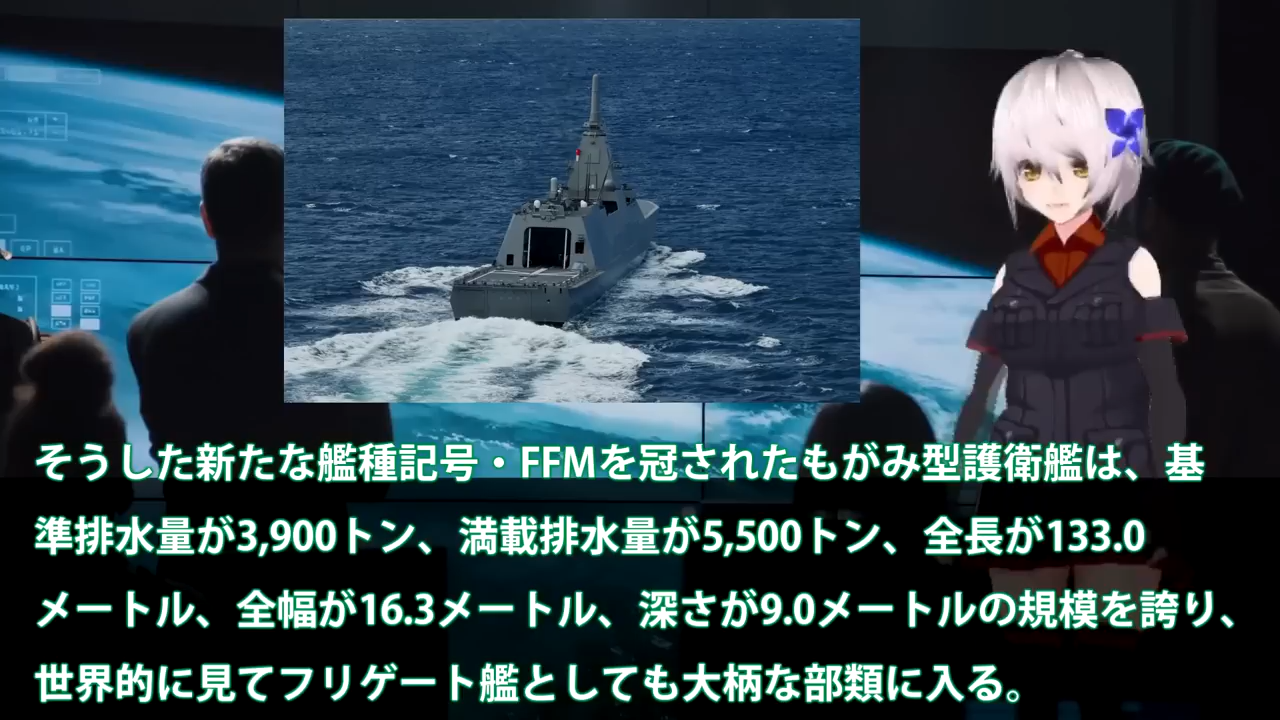 そうした新たな艦種記号・FFMを冠されたもがみ型護衛艦は、基
準排水量が3,900トン、満載排水量が5,500トン、全長が133.0
メートル、全幅が16.3メートル、深さが9.0メートルの規模を誇り、
世界的に見てフリゲート艦としても大柄な部類に入る。